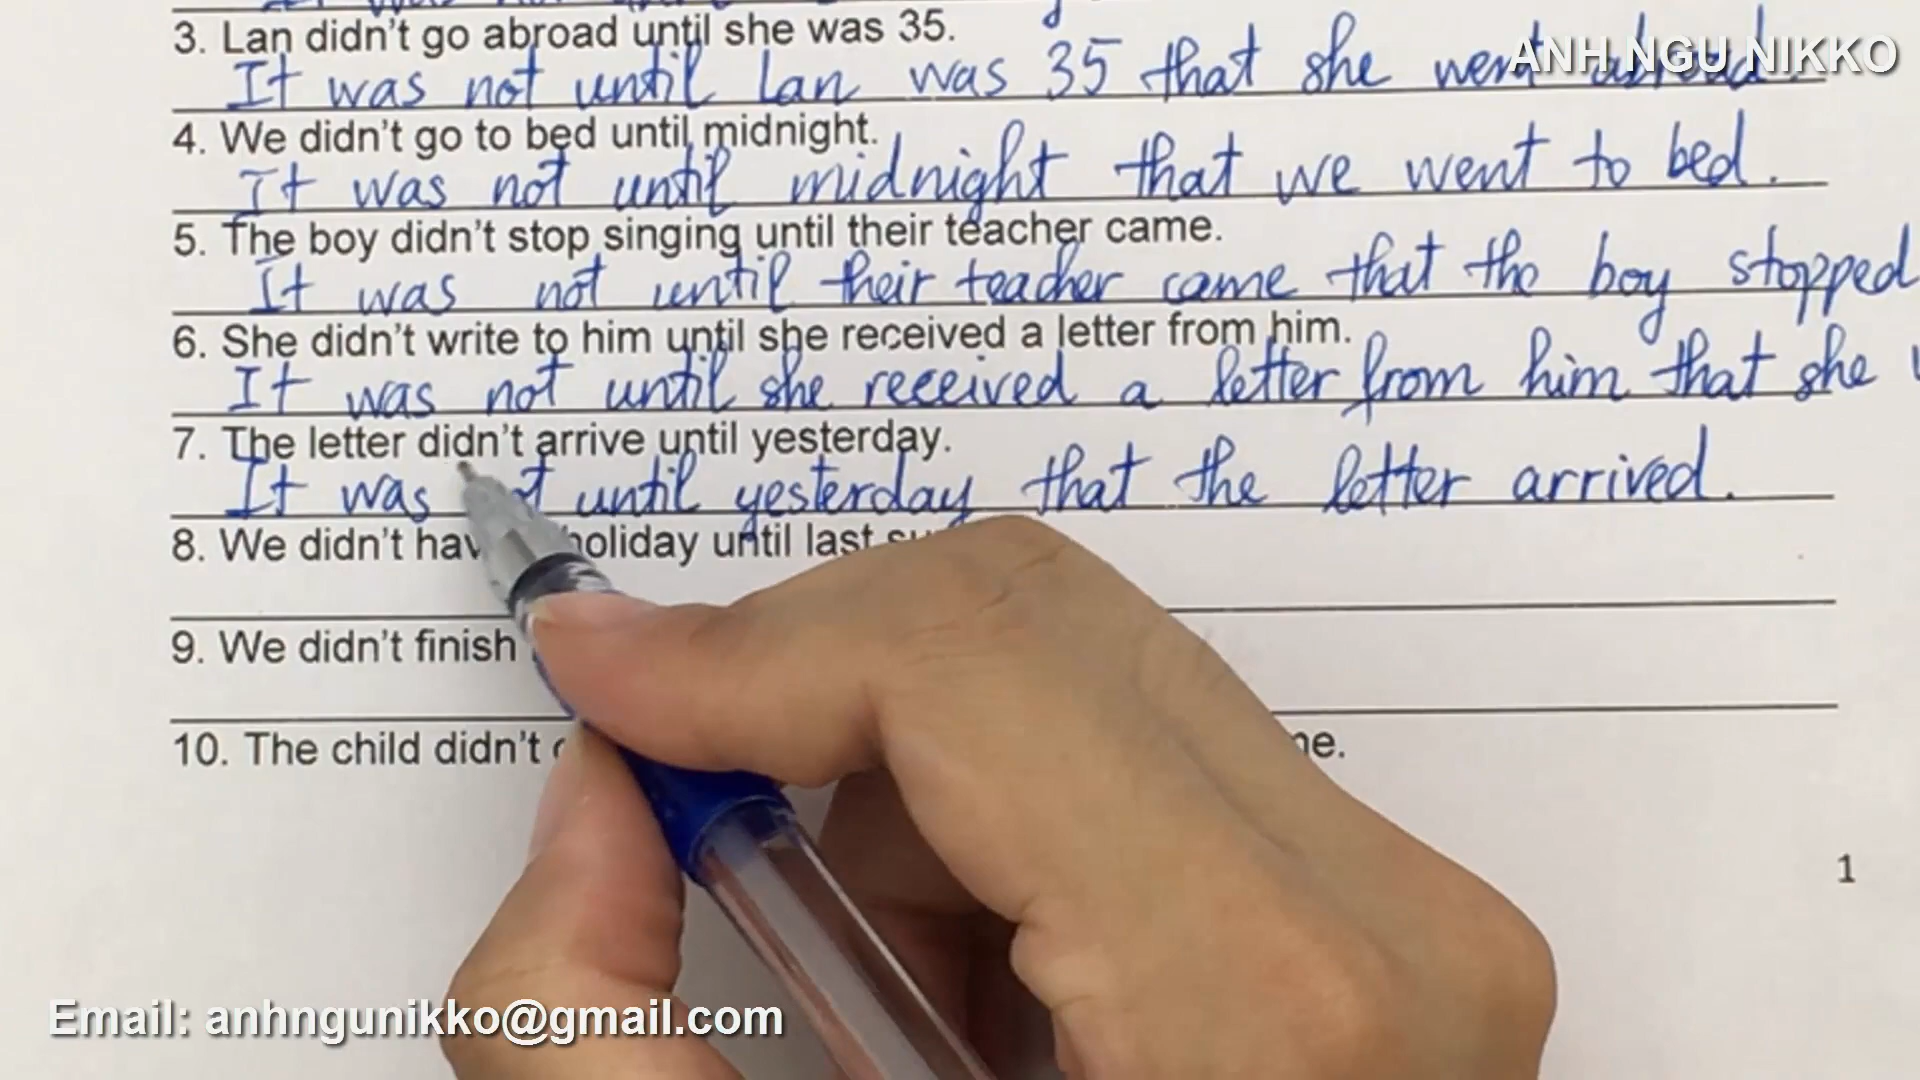 3. Lan didn't go abroad until she was 35.
ANH NGU NIKKO
It was not until Lan was 35 that she went abroad.
4. We didn't go to bed until midnight.
It was not until midnight that we went to bed.
5. The boy didn't stop singing until their teacher came.
It was not until their teacher came that the boy stopped
6. She didn't write to him until she received a letter from him.
It was not until she received a letter from him that she
7. The letter didn't arrive until yesterday.
It was not until yesterday that the letter arrived.
8. We didn't have holiday until last
9. We didn't finish
10. The child didn't
1
Email: anhngunikko@gmail.com